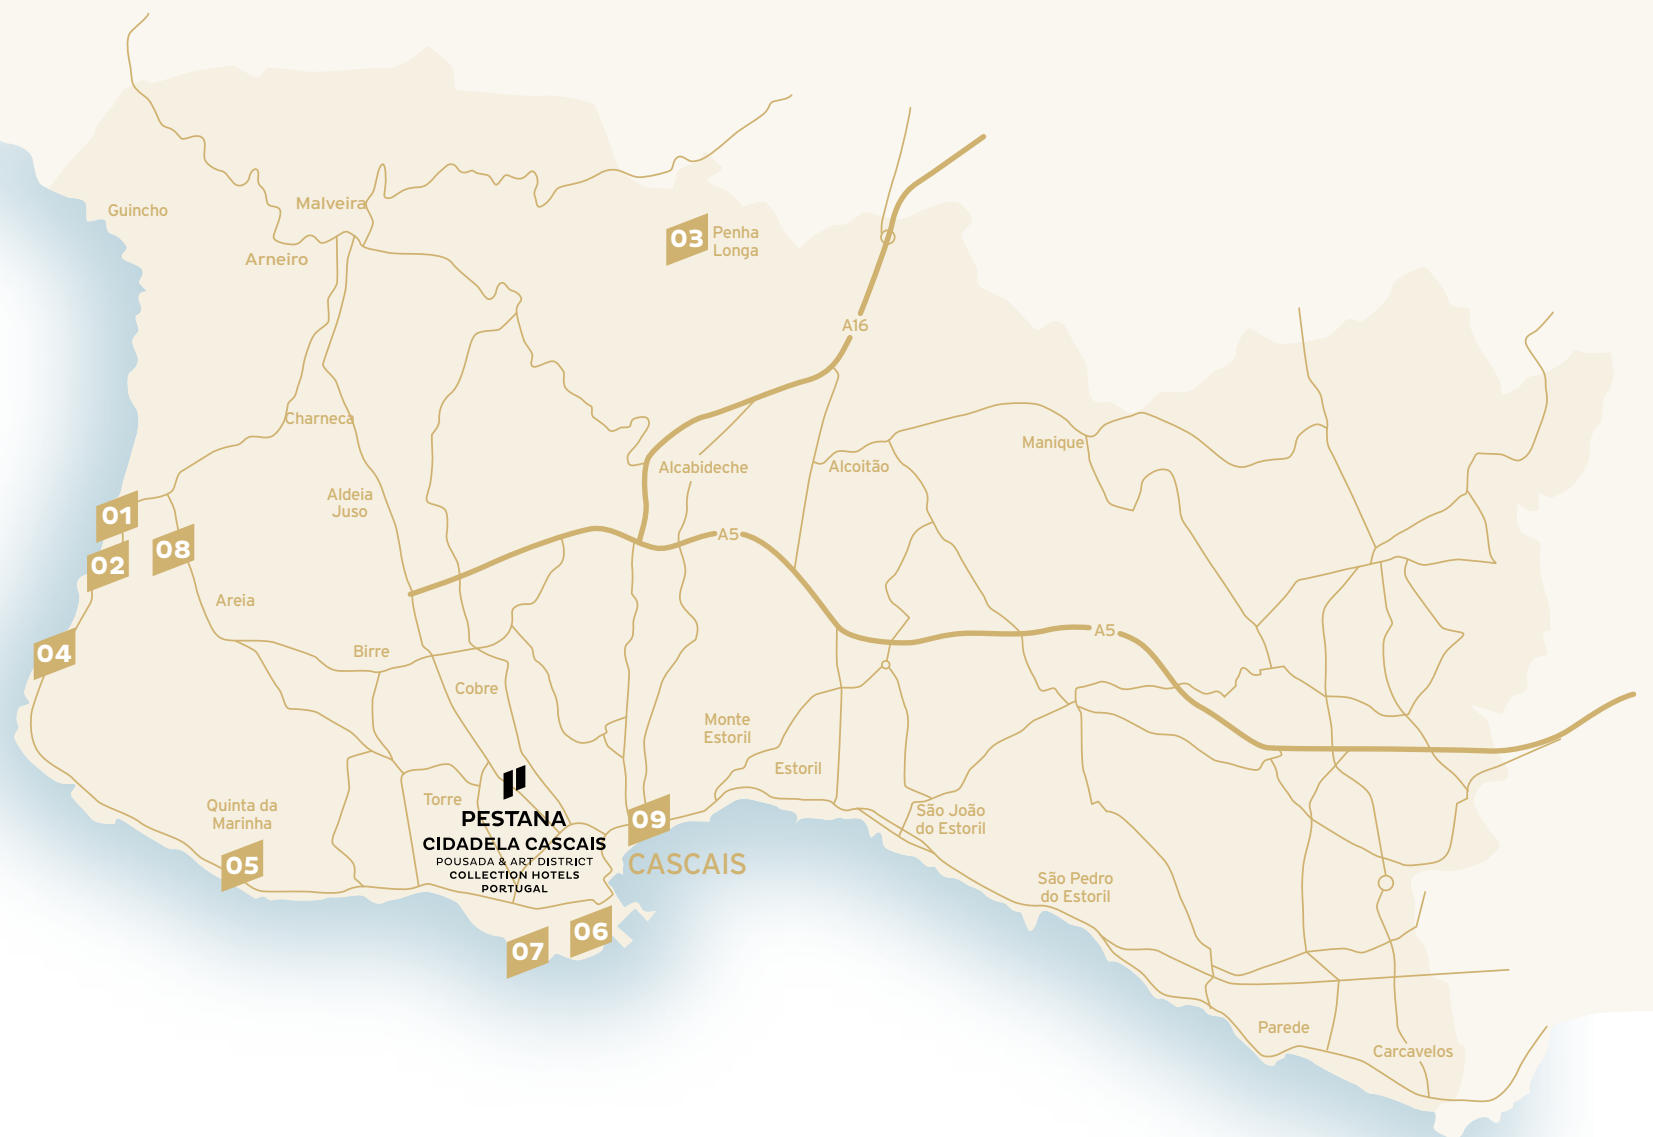 Guincho
Malveira
Arneiro
03
Penha
Longa
A16
Charneca
Manique
Alcabideche
Alcoitão
Aldeia
Juso
01
02
08
A5
Areia
A5
04
Birre
Cobre
Monte
Estoril
Estoril
Quinta da
Marinha
Torre
PESTANA
CIDADELA CASCAIS
POUSADA & ART DISTRICT
COLLECTION HOTELS
PORTUGAL
09
CASCAIS
São João
do Estoril
05
São Pedro
do Estoril
06
07
Parede
Carcavelos